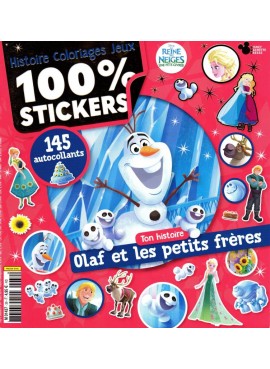 Histoire Coloriages Jeux
100%
STICKERS
LA REINE
DES NEIGES
145
autocollants
Ton histoire
Olaf et les petits frères